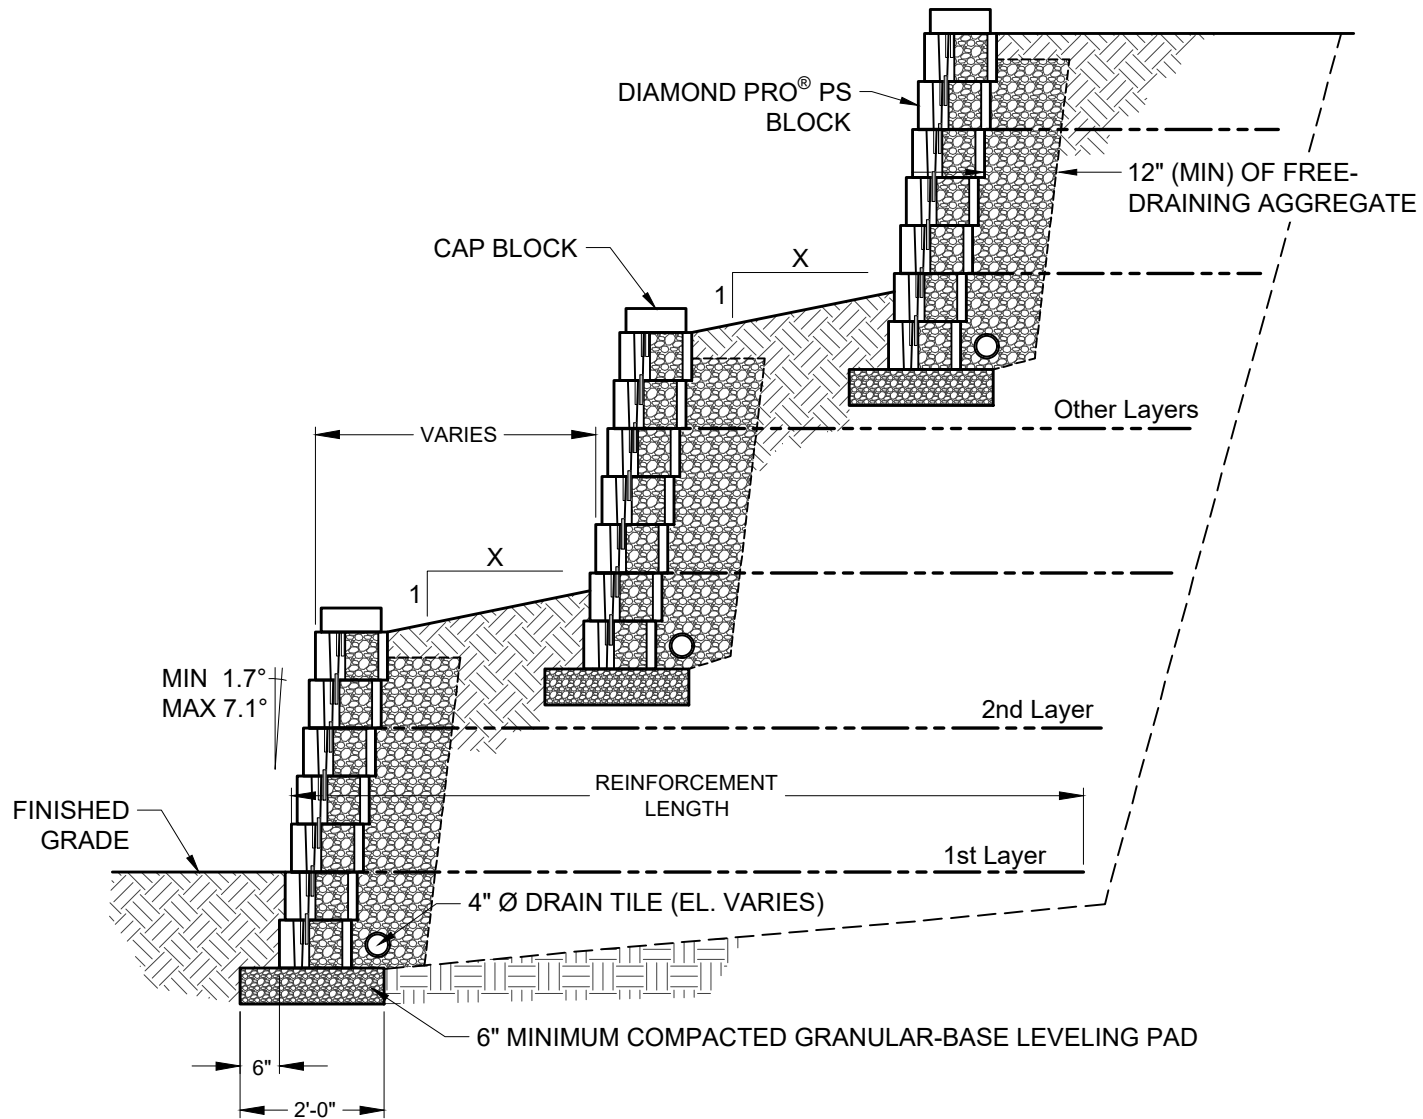 DIAMOND PRO® PS
BLOCK
12" (MIN) OF FREE-
DRAINING AGGREGATE
CAP BLOCK
X
1
Other Layers
VARIES
X
1
MIN 1.7°
MAX 7.1°
2nd Layer
REINFORCEMENT
LENGTH
FINISHED
GRADE
1st Layer
4" Ø DRAIN TILE (EL. VARIES)
6" MINIMUM COMPACTED GRANULAR-BASE LEVELING PAD
6"
2'-0"